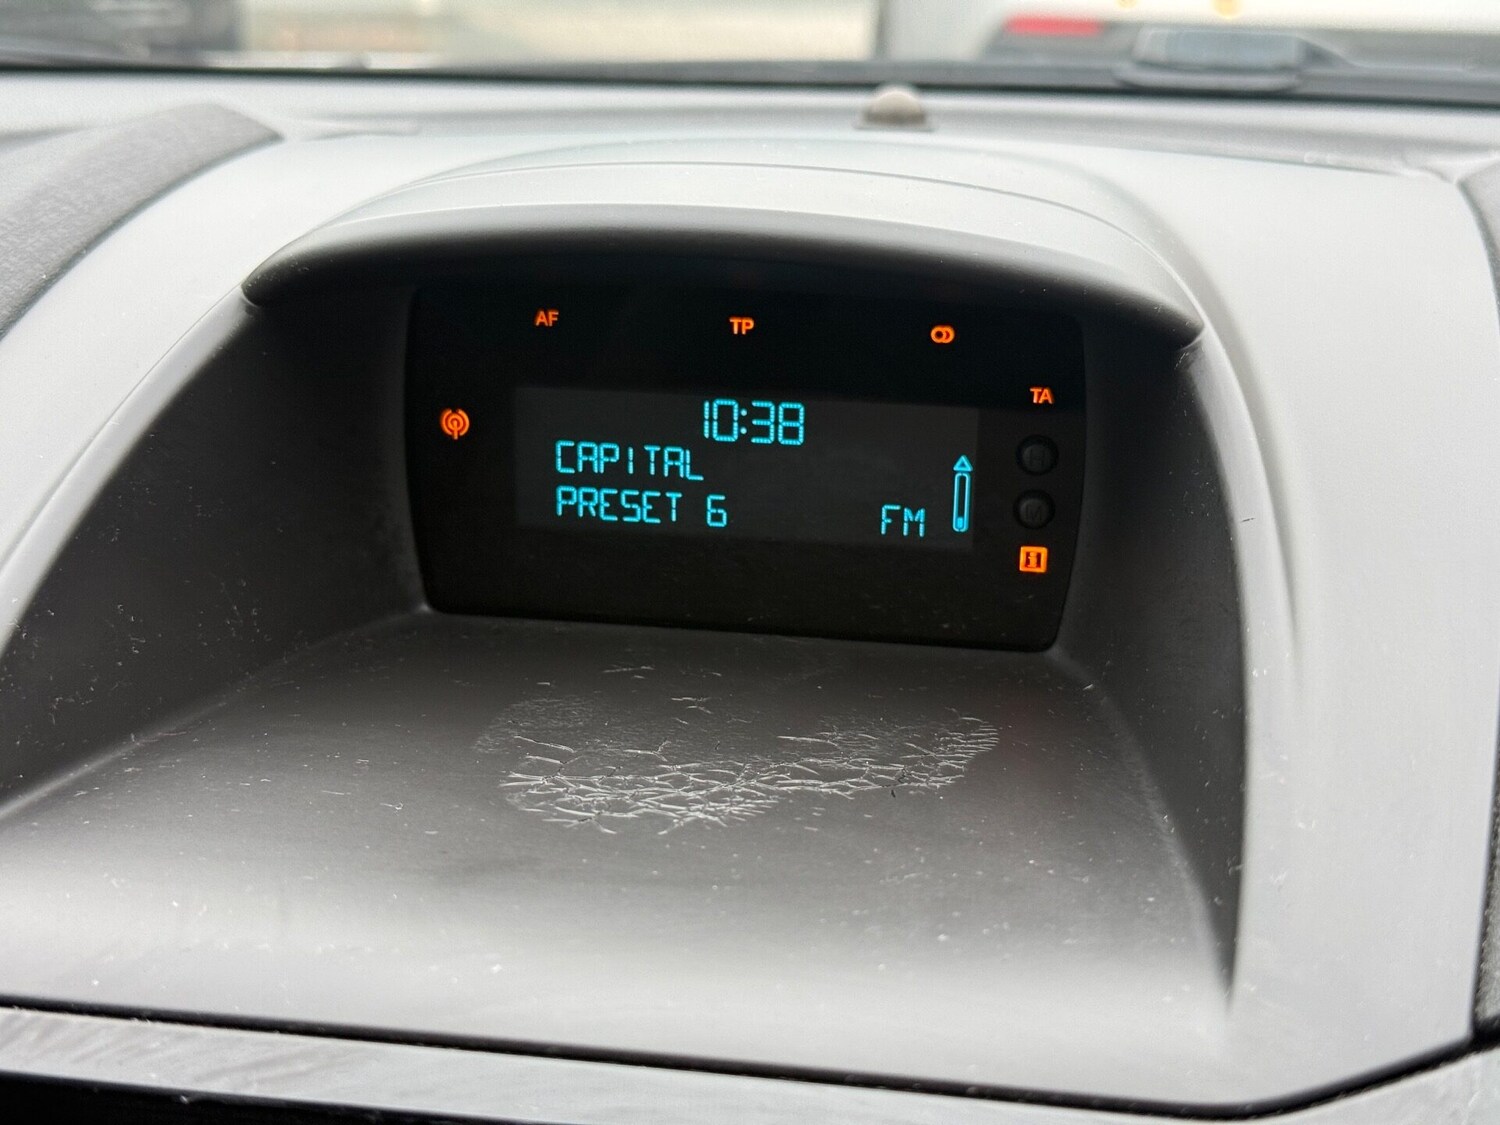 AF TP
TA
10:38
CAPITAL
PRESET 6 FM
H
M
i